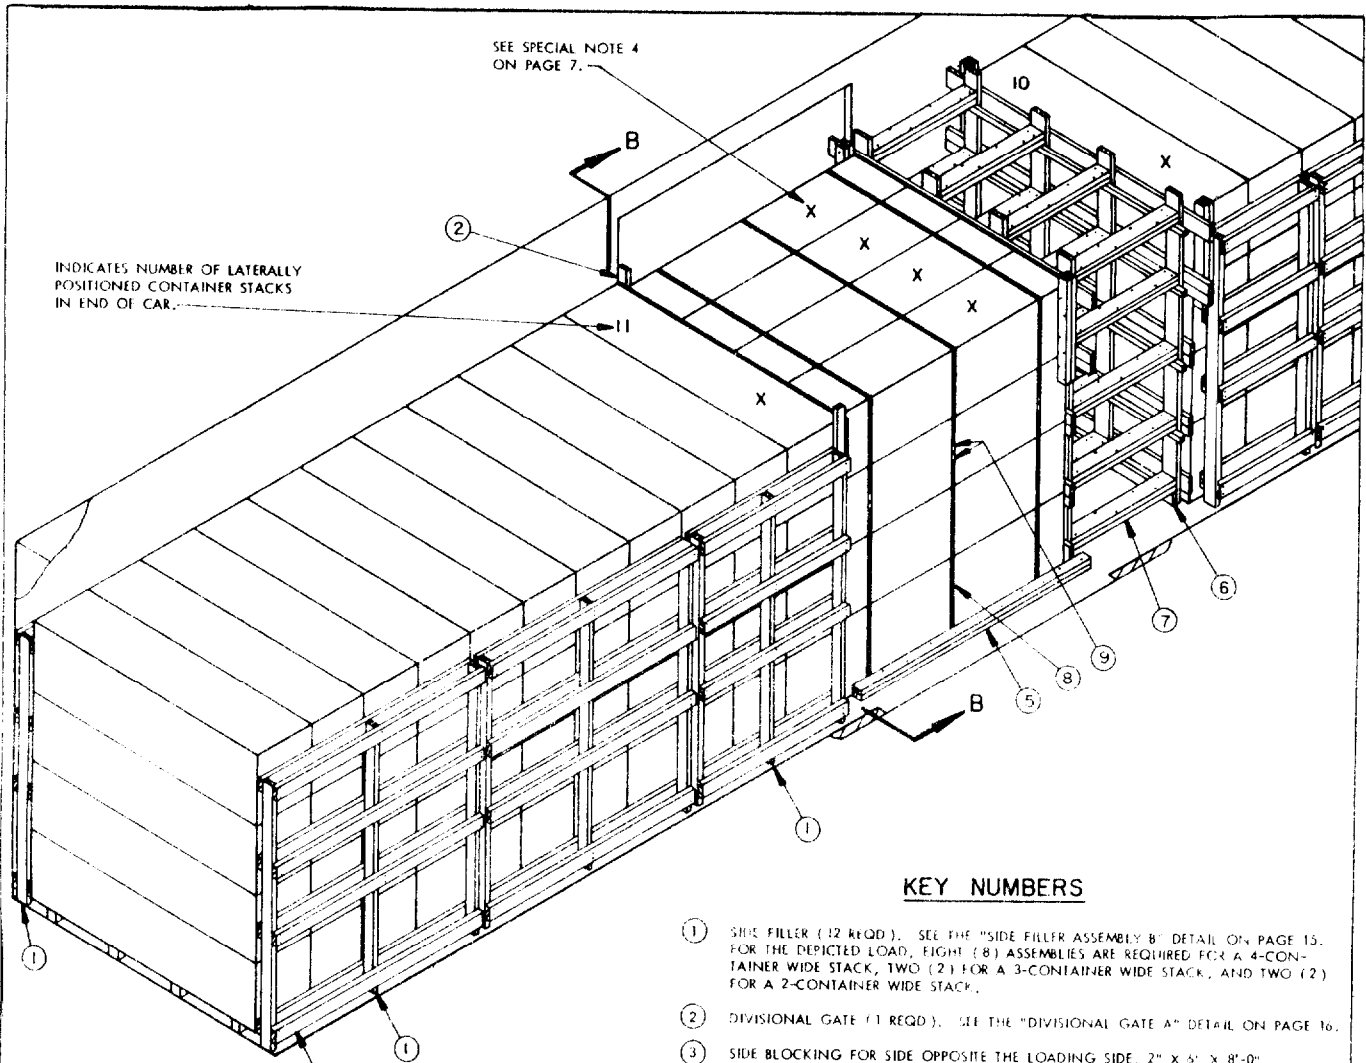 SEE SPECIAL NOTE 4
ON PAGE 7.
10
B
X
X
2
X
INDICATES NUMBER OF LATERALLY
POSITIONED CONTAINER STACKS
IN END OF CAR.
X
11
X
X
6
7
9
8
5
B
1
KEY NUMBERS
1 SIDE FILLER (12 REQD). SEE THE "SIDE FILLER ASSEMBLY B" DETAIL ON PAGE 15.
FOR THE DEPICTED LOAD, EIGHT (8) ASSEMBLIES ARE REQUIRED FOR A 4-CON-
TAINER WIDE STACK, TWO (2) FOR A 3-CONTAINER WIDE STACK, AND TWO (2)
FOR A 2-CONTAINER WIDE STACK.
1
2 DIVISIONAL GATE (1 REQD). SEE THE "DIVISIONAL GATE A" DETAIL ON PAGE 16.
1
3 SIDE BLOCKING FOR SIDE OPPOSITE THE LOADING SIDE, 2" X 6" X 8'-0"